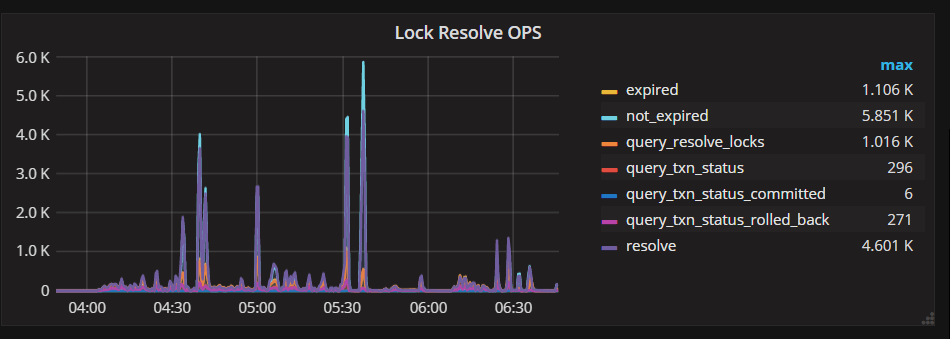 Lock Resolve OPS
6.0 K
5.0 K
4.0 K
3.0 K
2.0 K
1.0 K
0
04:00 04:30 05:00 05:30 06:00 06:30
max
expired 1.106 K
not_expired 5.851 K
query_resolve_locks 1.016 K
query_txn_status 296
query_txn_status_committed 6
query_txn_status_rolled_back 271
resolve 4.601 K